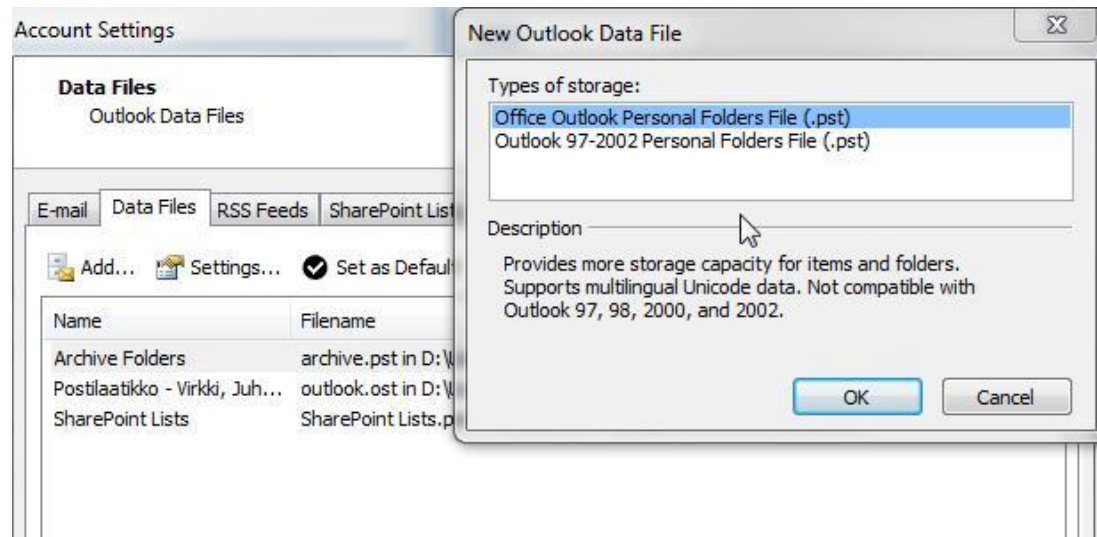 Account Settings
Data Files
Outlook Data Files
E-mail Data Files RSS Feeds SharePoint List
Add... Settings... Set as Defaul
Name Filename
Archive Folders archive.pst in D:\
Postilaatikko - Virkki, Juh... outlook.ost in D:\
SharePoint Lists SharePoint Lists.p
New Outlook Data File
Types of storage:
Office Outlook Personal Folders File (.pst)
Outlook 97-2002 Personal Folders File (.pst)
Description
Provides more storage capacity for items and folders.
Supports multilingual Unicode data. Not compatible with
Outlook 97, 98, 2000, and 2002.
OK Cancel